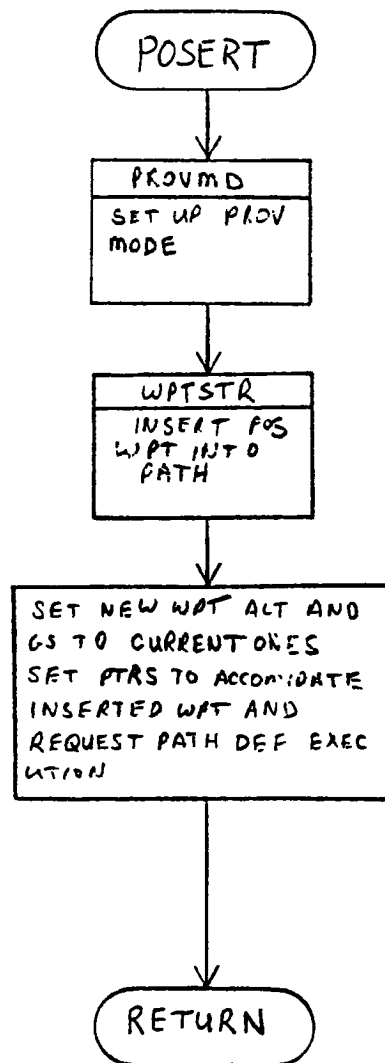 POSERT
PROVMD
SET UP PROV
MODE
WPTSTR
INSERT POS
WPT INTO
PATH
SET NEW WPT ALT AND
GS TO CURRENT ONES
SET PTRS TO ACCOMIDATE
INSERTED WPT AND
REQUEST PATH DEF EXEC
UTION
RETURN